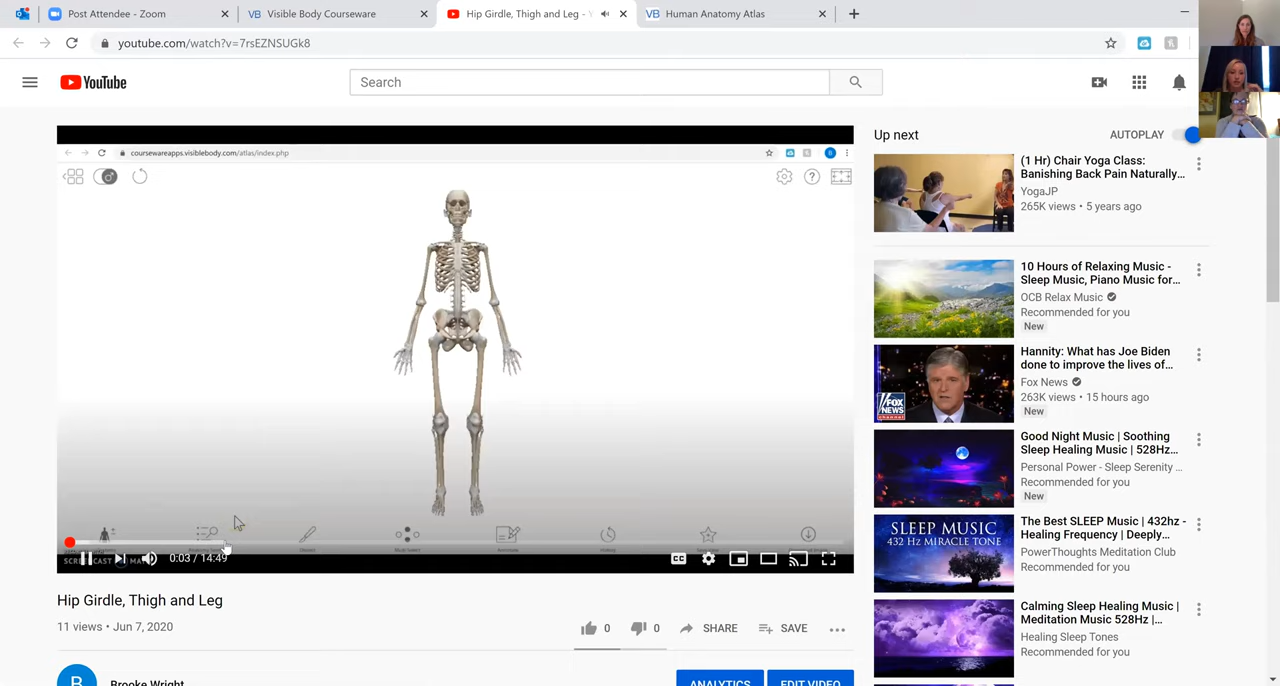 Post Attendee - Zoom
VB Visible Body Courseware
Hip Girdle, Thigh and Leg - Y
VB Human Anatomy Atlas
youtube.com/watch?v=7rsEZNSUGk8
YouTube
Search
coursewareapps.visiblebody.com/atlas/index.php
B
0:03 / 14:49
CC
Hip Girdle, Thigh and Leg
11 views • Jun 7, 2020
0
0
SHARE
SAVE
B
Brooke Wright
ANALYTICS
EDIT VIDEO
Up next
AUTOPLAY
(1 Hr) Chair Yoga Class:
Banishing Back Pain Naturally…
YogaJP
265K views • 5 years ago
10 Hours of Relaxing Music -
Sleep Music, Piano Music for…
OCB Relax Music
Recommended for you
New
FOX
NEWS
channel
Hannity: What has Joe Biden
done to improve the lives of…
Fox News
263K views • 15 hours ago
New
Good Night Music | Soothing
Sleep Healing Music | 528Hz…
Personal Power - Sleep Serenity ...
Recommended for you
New
SLEEP MUSIC
432 HZ MIRACLE TONE
The Best SLEEP Music | 432hz -
Healing Frequency | Deeply…
PowerThoughts Meditation Club
Recommended for you
Calming Sleep Healing Music |
Meditation Music 528Hz |…
Healing Sleep Tones
Recommended for you